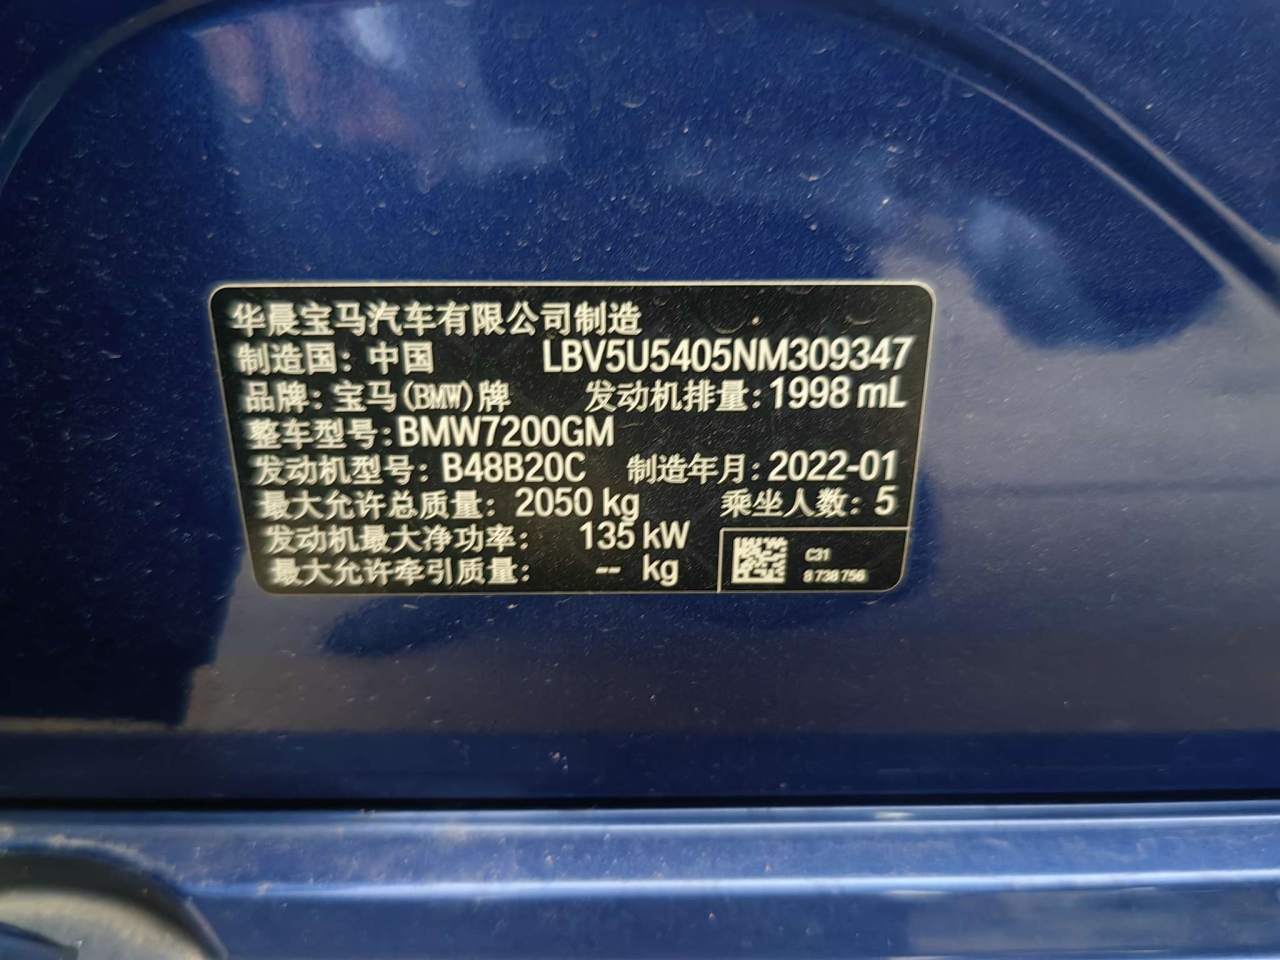 华晨宝马汽车有限公司制造
制造国：中国 LBV5U5405NM309347
品牌：宝马(BMW)牌 发动机排量：1998 mL
整车型号：BMW7200GM
发动机型号：B48B20C 制造年月：2022-01
最大允许总质量：2050 kg 乘坐人数：5
发动机最大净功率：135 kW
最大允许牵引质量：-- kg
C31
8 738 756